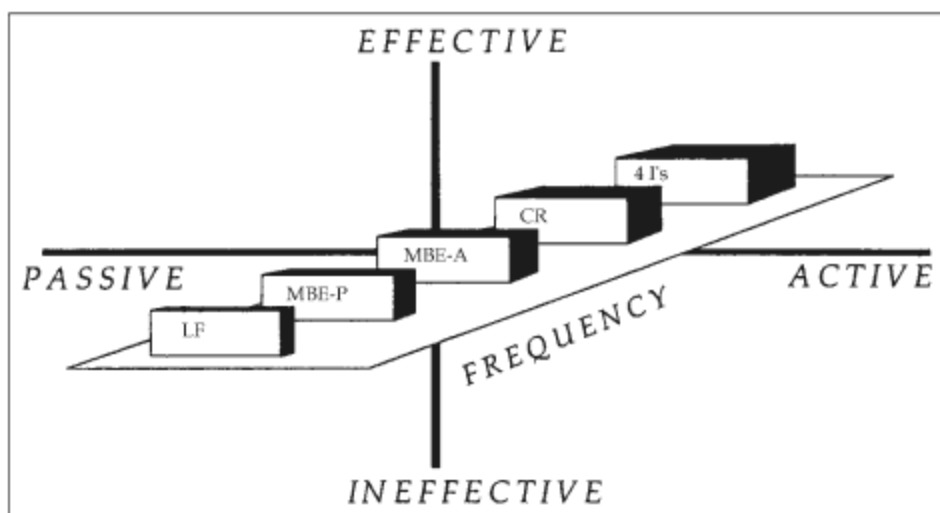 EFFECTIVE
4 I's
CR
MBE-A
PASSIVE
ACTIVE
MBE-P
FREQUENCY
LF
INEFFECTIVE